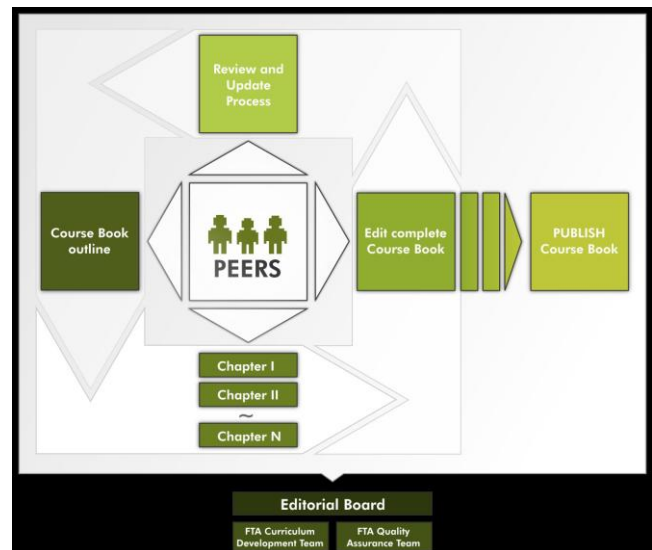 Review and
Update
Process
Course Book
outline
PEERS
Edit complete
Course Book
PUBLISH
Course Book
Chapter I
Chapter II
~
Chapter N
Editorial Board
FTA Curriculum
Development Team
FTA Quality
Assurance Team